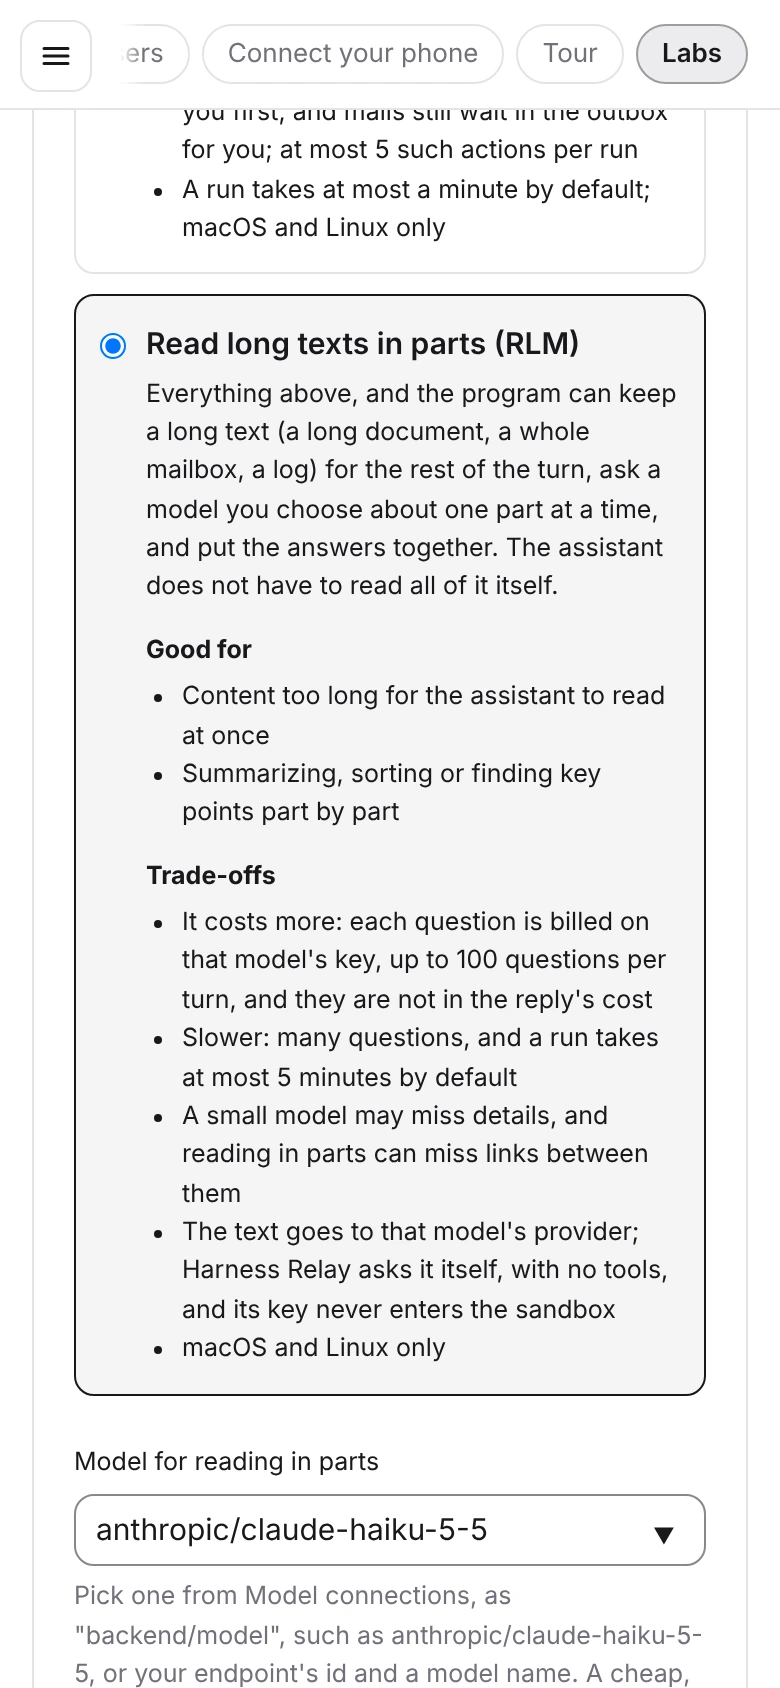 ers
Connect your phone
Tour
Labs
you first, and mails still wait in the outbox
for you; at most 5 such actions per run
• A run takes at most a minute by default;
macOS and Linux only
Read long texts in parts (RLM)
Everything above, and the program can keep
a long text (a long document, a whole
mailbox, a log) for the rest of the turn, ask a
model you choose about one part at a time,
and put the answers together. The assistant
does not have to read all of it itself.
Good for
• Content too long for the assistant to read
at once
• Summarizing, sorting or finding key
points part by part
Trade-offs
• It costs more: each question is billed on
that model's key, up to 100 questions per
turn, and they are not in the reply's cost
• Slower: many questions, and a run takes
at most 5 minutes by default
• A small model may miss details, and
reading in parts can miss links between
them
• The text goes to that model's provider;
Harness Relay asks it itself, with no tools,
and its key never enters the sandbox
• macOS and Linux only
Model for reading in parts
anthropic/claude-haiku-5-5
Pick one from Model connections, as
"backend/model", such as anthropic/claude-haiku-5-
5, or your endpoint's id and a model name. A cheap,